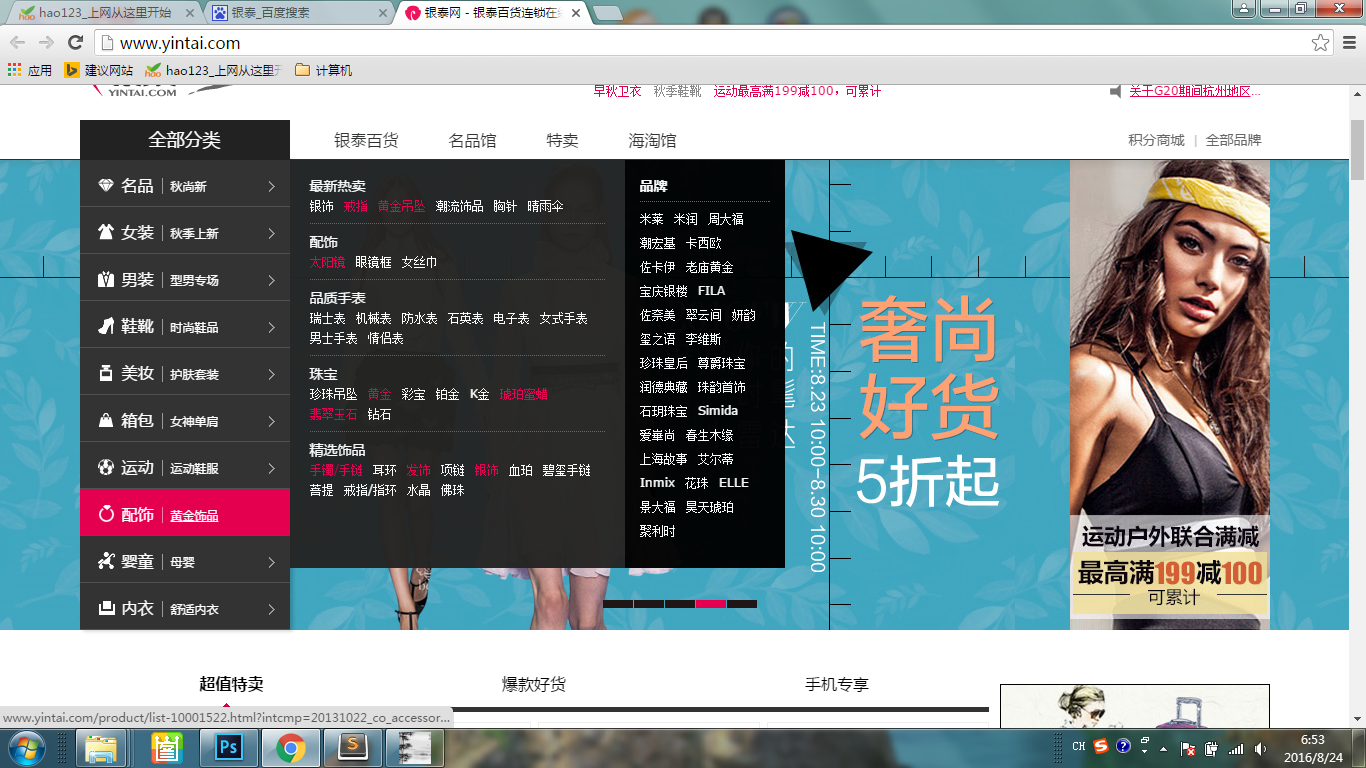 hao123_上网从这里开始
银泰_百度搜索
银泰网 - 银泰百货连锁在
www.yintai.com
应用
建议网站
hao123_上网从这里
计算机
YINTAI.COM
早秋卫衣 秋季鞋靴 运动最高满199减100，可累计
关于G20期间杭州地区...
全部分类
银泰百货 名品馆 特卖 海淘馆
积分商城 | 全部品牌
名品 | 秋尚新
女装 | 秋季上新
男装 | 型男专场
鞋靴 | 时尚鞋品
美妆 | 护肤套装
箱包 | 女神单肩
运动 | 运动鞋服
配饰 | 黄金饰品
婴童 | 母婴
内衣 | 舒适内衣
最新热卖
银饰 戒指 黄金吊坠 潮流饰品 胸针 晴雨伞
配饰
太阳镜 眼镜框 女丝巾
品质手表
瑞士表 机械表 防水表 石英表 电子表 女式手表
男士手表 情侣表
珠宝
珍珠吊坠 黄金 彩宝 铂金 K金 琥珀蜜蜡
翡翠玉石 钻石
精选饰品
手镯/手链 耳环 发饰 项链 银饰 血珀 碧玺手链
菩提 戒指/指环 水晶 佛珠
品牌
米莱 米润 周大福
潮宏基 卡西欧
佐卡伊 老庙黄金
宝庆银楼 FILA
佐奈美 翠云间 妍韵
玺之语 李维斯
珍珠皇后 尊爵珠宝
润德典藏 珠韵首饰
石玥珠宝 Simida
爱崋尚 春生木缘
上海故事 艾尔蒂
Inmix 花珠 ELLE
景大福 昊天琥珀
聚利时
TIME:8.23 10:00-8.30 10:00
奢尚
好货
5折起
运动户外联合满减
最高满199减100
可累计
超值特卖 爆款好货 手机专享
www.yintai.com/product/list-10001522.html?intcmp=20131022_co_accessor...
Ps
S
CH
6:53
2016/8/24